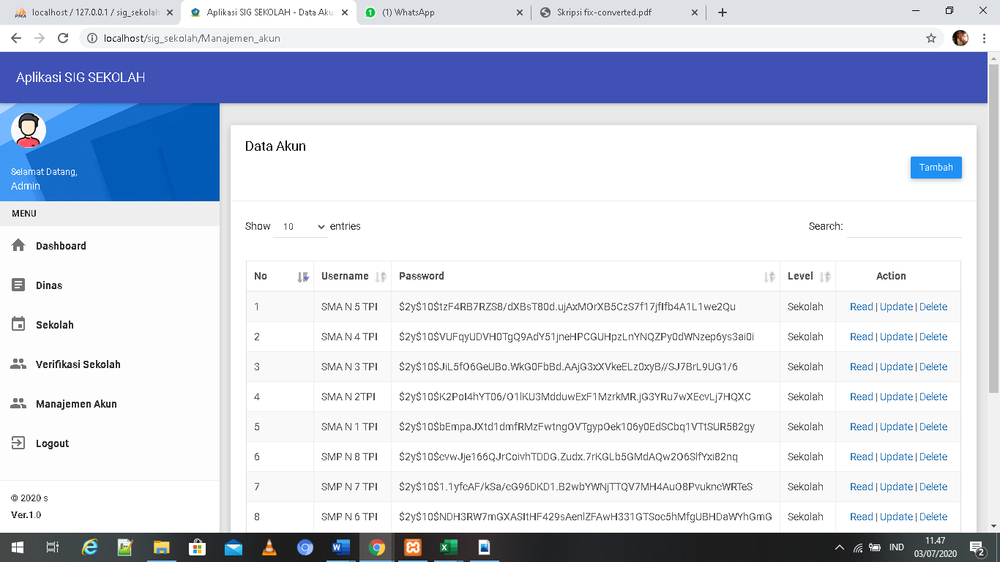 localhost / 127.0.0.1 / sig_sekolah
Aplikasi SIG SEKOLAH - Data Aku
(1) WhatsApp
Skripsi fix-converted.pdf
localhost/sig_sekolah/Manajemen_akun
Aplikasi SIG SEKOLAH
Selamat Datang,
Admin
MENU
Dashboard
Dinas
Sekolah
Verifikasi Sekolah
Manajemen Akun
Logout
© 2020 s
Ver.1.0
Data Akun
Tambah
Show 10 entries
Search:
No Username Password Level Action
1 SMA N 5 TPI $2y$10$tzF4RB7RZS8/dXBsT80d.ujAxMOrXB5CzS7f17jfIfb4A1L1we2Qu Sekolah Read | Update | Delete
2 SMA N 4 TPI $2y$10$VUFqyUDVH0TgQ9AdY51jneHPCGUHpzLnYNQZPy0dWNzep6ys3ai0i Sekolah Read | Update | Delete
3 SMA N 3 TPI $2y$10$JiL5fO6GeUBo.WkG0FbBd.AAjG3xXVkeELz0xyB//SJ7BrL9UG1/6 Sekolah Read | Update | Delete
4 SMA N 2TPI $2y$10$K2PoI4hYT06/O1lKU3MdduwExF1MzrkMR.jG3YRu7wXEcvLj7HQXC Sekolah Read | Update | Delete
5 SMA N 1 TPI $2y$10$bEmpaJXtd1dmfRMzFwtngOVTgypOek106y0EdSCbq1VTtSUR582gy Sekolah Read | Update | Delete
6 SMP N 8 TPI $2y$10$cvwJje166QJrCoivhTDDG.Zudx.7rKGLb5GMdAQw2O6SlfYxi82nq Sekolah Read | Update | Delete
7 SMP N 7 TPI $2y$10$1.1yfcAF/kSa/cG96DKD1.B2wbYWNjTTQV7MH4AuO8PvukncWRTeS Sekolah Read | Update | Delete
8 SMP N 6 TPI $2y$10$NDH3RW7mGXASItHF429sAenlZFAwH331GTSoc5hMfgUBHDaWYhGmG Sekolah Read | Update | Delete
IND
11.47
03/07/2020
2